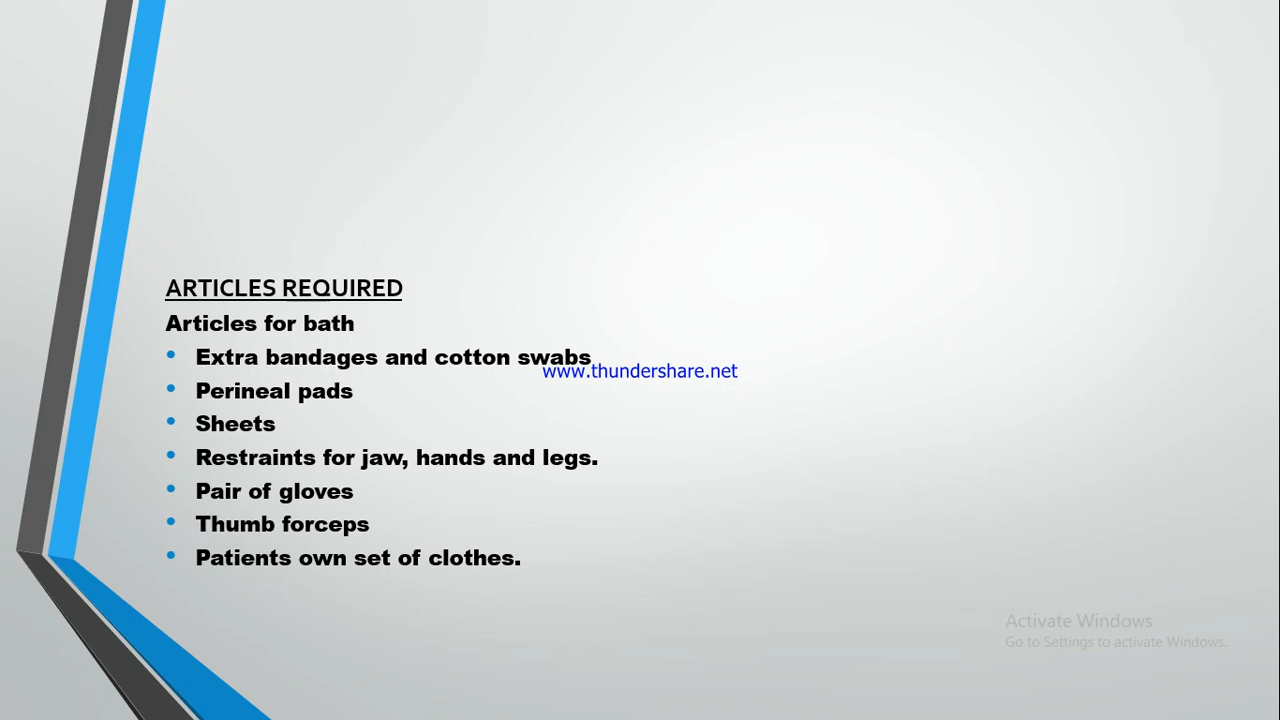 ARTICLES REQUIRED
Articles for bath
• Extra bandages and cotton swabs
www.thundershare.net
• Perineal pads
• Sheets
• Restraints for jaw, hands and legs.
• Pair of gloves
• Thumb forceps
• Patients own set of clothes.
Activate Windows
Go to Settings to activate Windows.